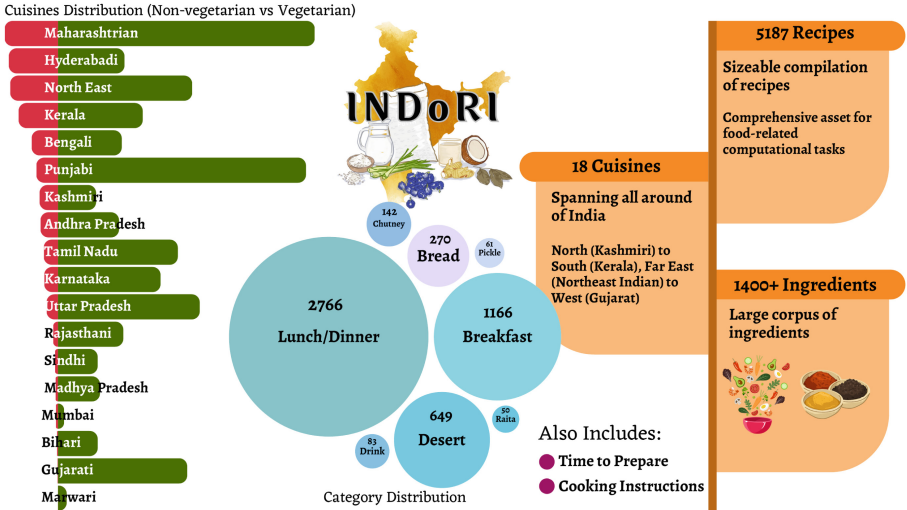 Cuisines Distribution (Non-vegetarian vs Vegetarian)
Maharashtrian
Hyderabadi
North East
Kerala
Bengali
Punjabi
Kashmiri
Andhra Pradesh
Tamil Nadu
Karnataka
Uttar Pradesh
Rajasthani
Sindhi
Madhya Pradesh
Mumbai
Bihari
Gujarati
Marwari
INDoRI
142
Chutney
270
Bread
61
Pickle
2766
Lunch/Dinner
1166
Breakfast
649
Desert
50
Raita
83
Drink
Category Distribution
18 Cuisines
Spanning all around
of India
North (Kashmiri) to
South (Kerala), Far East
(Northeast Indian) to
West (Gujarat)
Also Includes:
Time to Prepare
Cooking Instructions
5187 Recipes
Sizeable compilation
of recipes
Comprehensive asset for
food-related
computational tasks
1400+ Ingredients
Large corpus of
ingredients